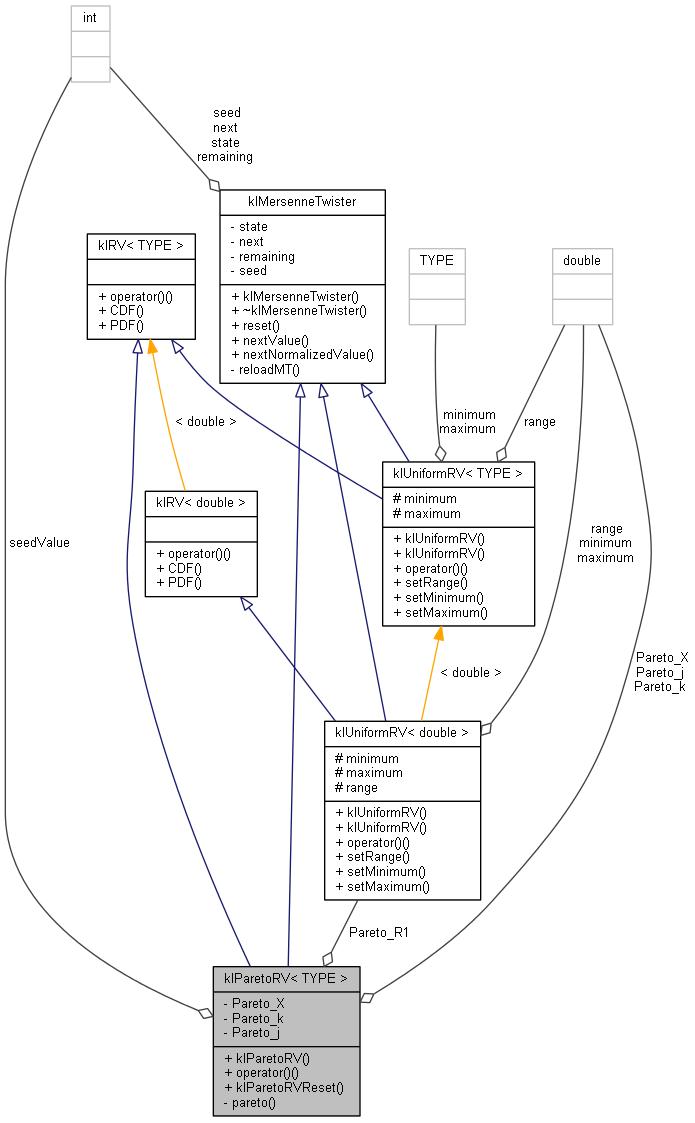 int
seed
next
state
remaining
klMersenneTwister
- state
- next
- remaining
- seed
+ klMersenneTwister()
+ ~klMersenneTwister()
+ reset()
+ nextValue()
+ nextNormalizedValue()
- reloadMT()
klRV< TYPE >
+ operator()()
+ CDF()
+ PDF()
TYPE
double
< double >
minimum
maximum
range
klUniformRV< TYPE >
# minimum
# maximum
+ klUniformRV()
+ klUniformRV()
+ operator()()
+ setRange()
+ setMinimum()
+ setMaximum()
klRV< double >
+ operator()()
+ CDF()
+ PDF()
seedValue
range
minimum
maximum
< double >
Pareto_X
Pareto_j
Pareto_k
klUniformRV< double >
# minimum
# maximum
# range
+ klUniformRV()
+ klUniformRV()
+ operator()()
+ setRange()
+ setMinimum()
+ setMaximum()
Pareto_R1
klParetoRV< TYPE >
- Pareto_X
- Pareto_k
- Pareto_j
+ klParetoRV()
+ operator()()
+ klParetoRVReset()
- pareto()